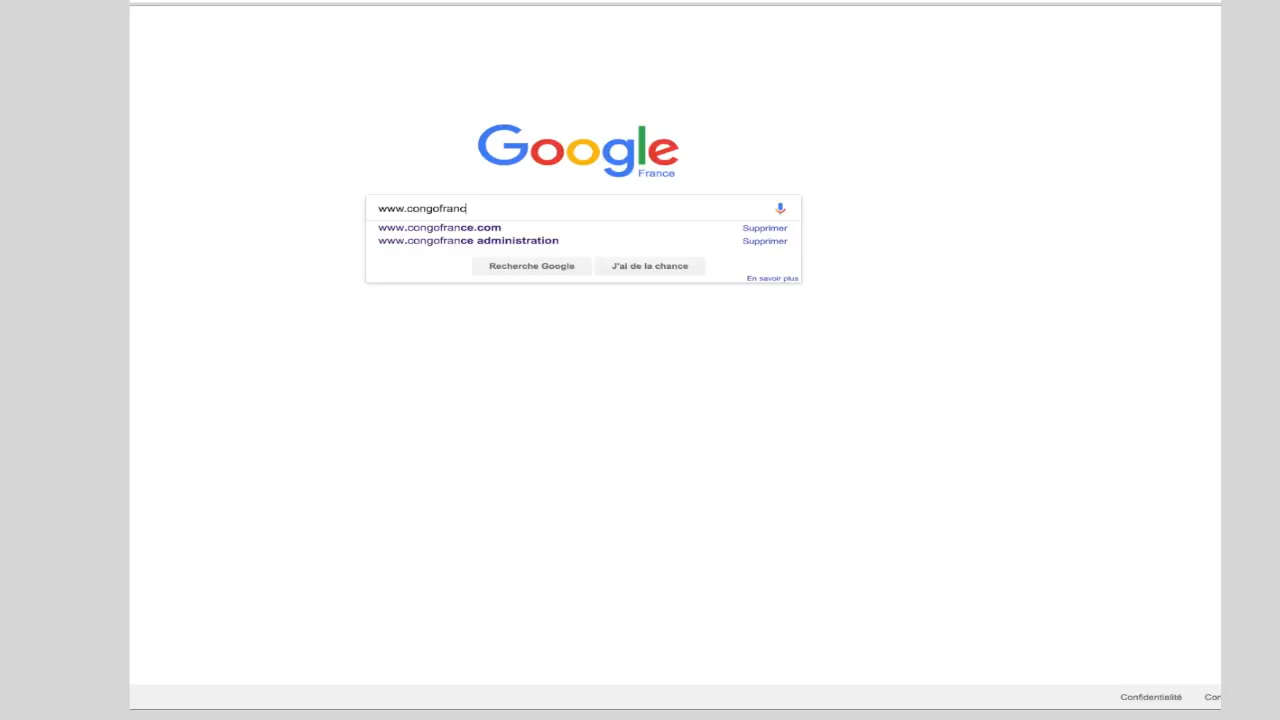 Google
France
www.congofranc
www.congofrance.com Supprimer
www.congofrance administration Supprimer
Recherche Google J'ai de la chance
En savoir plus
Confidentialité